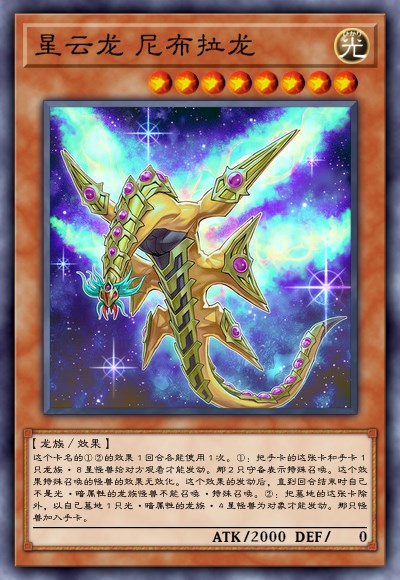 星云龙 尼布拉龙
ひかり
光
【龙族／效果】
这个卡名的①②的效果1回合各能使用1次。①：把手卡的这张卡和手卡1
只龙族·8星怪兽给对方观看才能发动。那2只守备表示特殊召唤。这个效
果特殊召唤的怪兽的效果无效化。这个效果的发动后，直到回合结束时自己
不是光·暗属性的龙族怪兽不能召唤·特殊召唤。②：把墓地的这张卡除
外，以自己墓地1只光·暗属性的龙族·4星怪兽为对象才能发动。那只怪
兽加入手卡。
ATK/2000 DEF/ 0